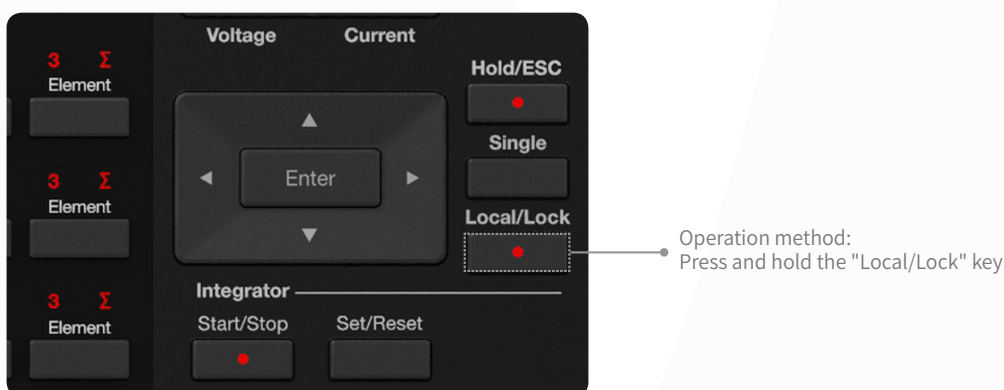 Voltage Current
3 Σ
Element
Hold/ESC
Single
Enter
3 Σ
Element
Local/Lock
Operation method:
Press and hold the "Local/Lock" key
Integrator
3 Σ
Element
Start/Stop Set/Reset